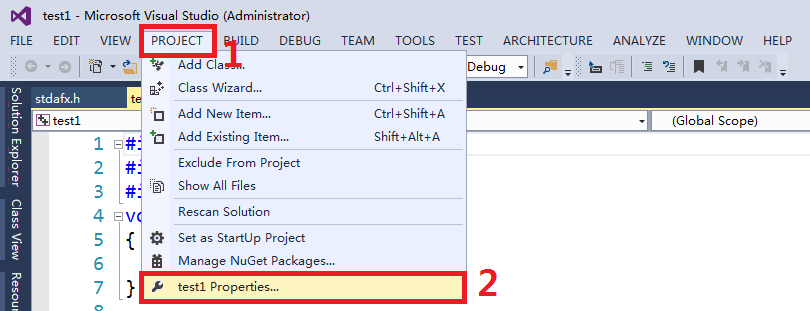 test1 - Microsoft Visual Studio (Administrator)
FILE EDIT VIEW PROJECT BUILD DEBUG TEAM TOOLS TEST ARCHITECTURE ANALYZE WINDOW HELP
1
Debug
Add Class...
Class Wizard... Ctrl+Shift+X
Add New Item... Ctrl+Shift+A
Add Existing Item... Shift+Alt+A
Exclude From Project
Show All Files
Rescan Solution
Set as StartUp Project
Manage NuGet Packages...
test1 Properties...
2
Solution Explorer
Class View
stdafx.h
test1
(Global Scope)
1 #i
2 #i
3 #i
4
5 {
6
7 }
8